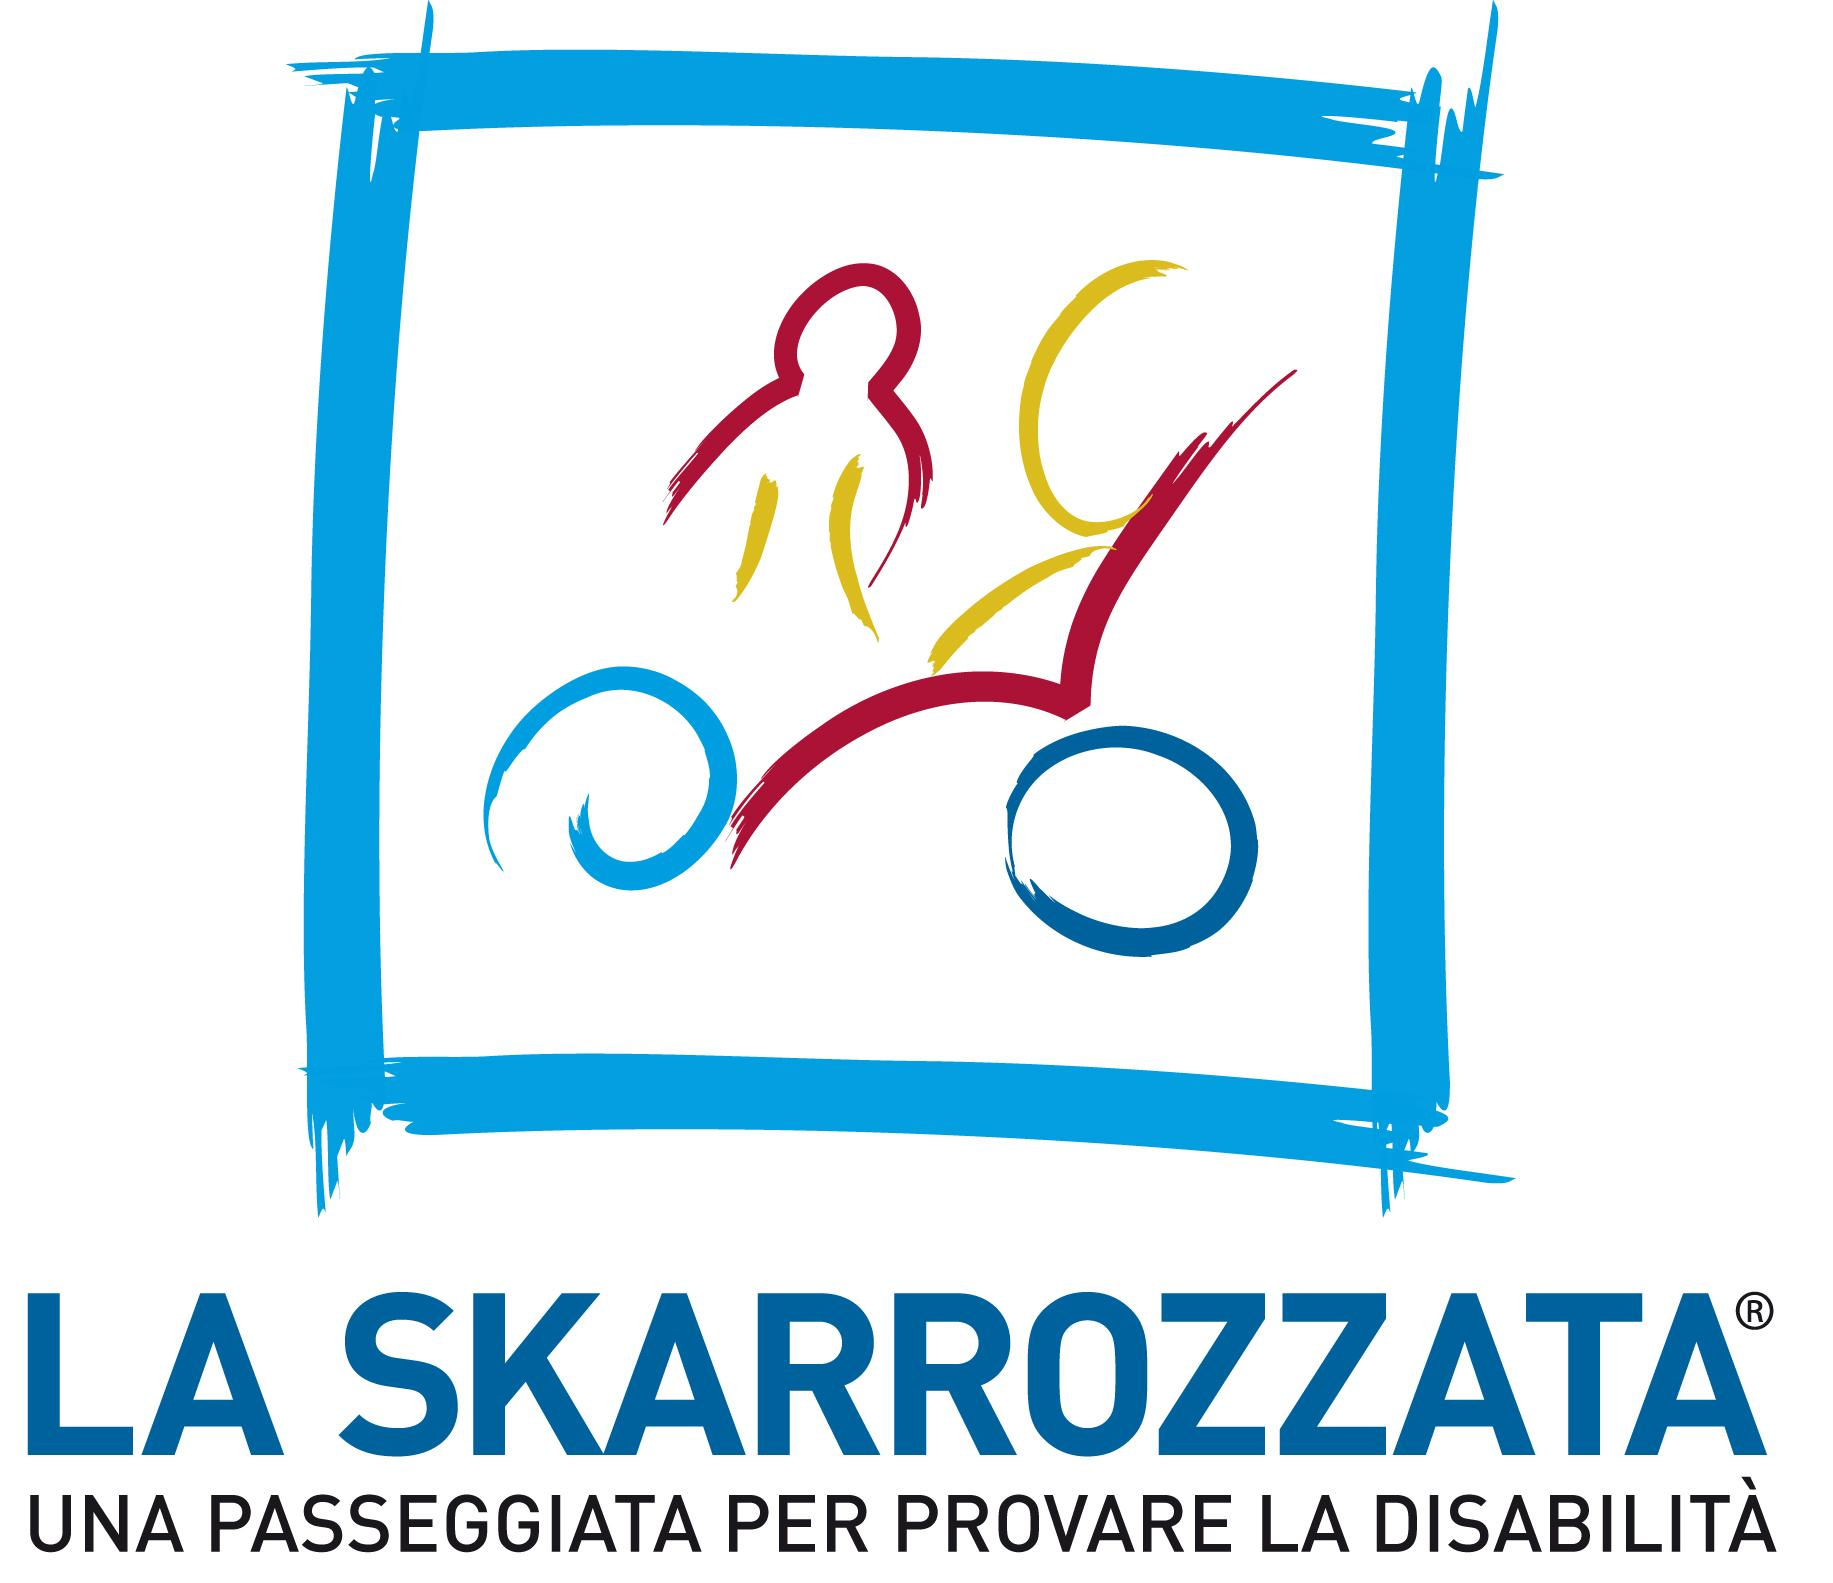 LA SKARROZZATA®
UNA PASSEGGIATA PER PROVARE LA DISABILITÀ